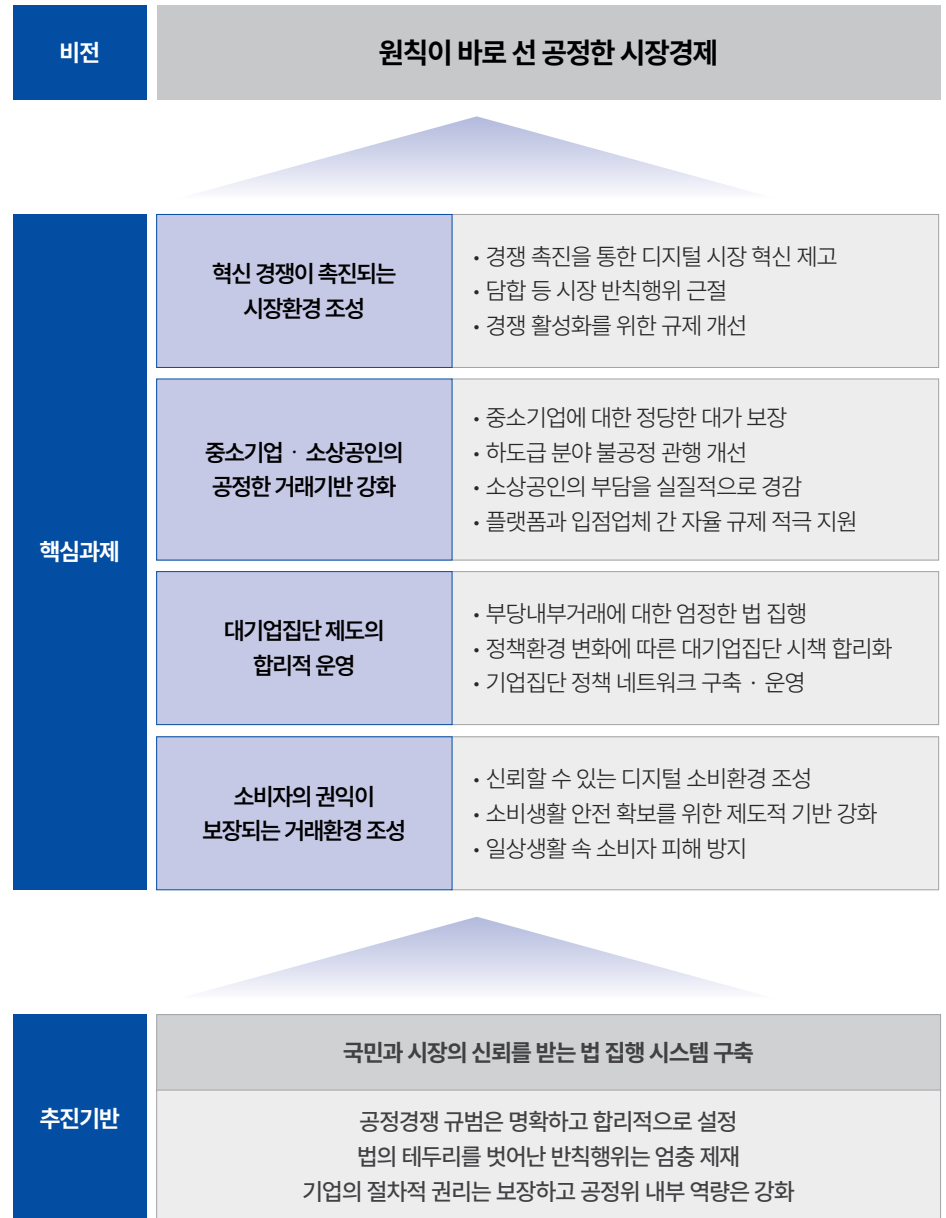 비전
원칙이 바로 선 공정한 시장경제
핵심과제
혁신 경쟁이 촉진되는
시장환경 조성
• 경쟁 촉진을 통한 디지털 시장 혁신 제고
• 담합 등 시장 반칙행위 근절
• 경쟁 활성화를 위한 규제 개선
중소기업 · 소상공인의
공정한 거래기반 강화
• 중소기업에 대한 정당한 대가 보장
• 하도급 분야 불공정 관행 개선
• 소상공인의 부담을 실질적으로 경감
• 플랫폼과 입점업체 간 자율 규제 적극 지원
대기업집단 제도의
합리적 운영
• 부당내부거래에 대한 엄정한 법 집행
• 정책환경 변화에 따른 대기업집단 시책 합리화
• 기업집단 정책 네트워크 구축 · 운영
소비자의 권익이
보장되는 거래환경 조성
• 신뢰할 수 있는 디지털 소비환경 조성
• 소비생활 안전 확보를 위한 제도적 기반 강화
• 일상생활 속 소비자 피해 방지
추진기반
국민과 시장의 신뢰를 받는 법 집행 시스템 구축
공정경쟁 규범은 명확하고 합리적으로 설정
법의 테두리를 벗어난 반칙행위는 엄충 제재
기업의 절차적 권리는 보장하고 공정위 내부 역량은 강화